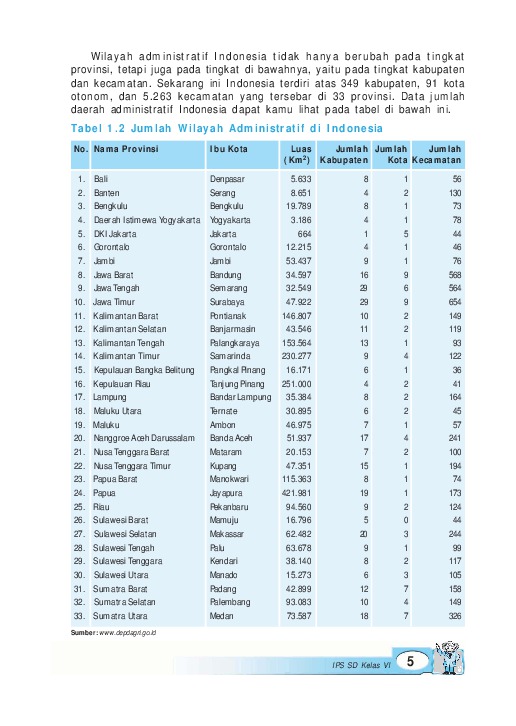 Wilayah administratif Indonesia tidak hanya berubah pada tingkat
provinsi, tetapi juga pada tingkat di bawahnya, yaitu pada tingkat kabupaten
dan kecamatan. Sekarang ini Indonesia terdiri atas 349 kabupaten, 91 kota
otonom, dan 5.263 kecamatan yang tersebar di 33 provinsi. Data jumlah
daerah administratif Indonesia dapat kamu lihat pada tabel di bawah ini.
Tabel 1.2 Jumlah Wilayah Administratif di Indonesia
No. Nama Provinsi Ibu Kota Luas Jumlah Jumlah Jumlah
(Km²) Kabupaten Kota Kecamatan
1. Bali Denpasar 5.633 8 1 56
2. Banten Serang 8.651 4 2 130
3. Bengkulu Bengkulu 19.789 8 1 73
4. Daerah Istimewa Yogyakarta Yogyakarta 3.186 4 1 78
5. DKI Jakarta Jakarta 664 1 5 44
6. Gorontalo Gorontalo 12.215 4 1 46
7. Jambi Jambi 53.437 9 1 76
8. Jawa Barat Bandung 34.597 16 9 568
9. Jawa Tengah Semarang 32.549 29 6 564
10. Jawa Timur Surabaya 47.922 29 9 654
11. Kalimantan Barat Pontianak 146.807 10 2 149
12. Kalimantan Selatan Banjarmasin 43.546 11 2 119
13. Kalimantan Tengah Palangkaraya 153.564 13 1 93
14. Kalimantan Timur Samarinda 230.277 9 4 122
15. Kepulauan Bangka Belitung Pangkal Pinang 16.171 6 1 36
16. Kepulauan Riau Tanjung Pinang 251.000 4 2 41
17. Lampung Bandar Lampung 35.384 8 2 164
18. Maluku Utara Ternate 30.895 6 2 45
19. Maluku Ambon 46.975 7 1 57
20. Nanggroe Aceh Darussalam Banda Aceh 51.937 17 4 241
21. Nusa Tenggara Barat Mataram 20.153 7 2 100
22. Nusa Tenggara Timur Kupang 47.351 15 1 194
23. Papua Barat Manokwari 115.363 8 1 74
24. Papua Jayapura 421.981 19 1 173
25. Riau Pekanbaru 94.560 9 2 124
26. Sulawesi Barat Mamuju 16.796 5 0 44
27. Sulawesi Selatan Makassar 62.482 20 3 244
28. Sulawesi Tengah Palu 63.678 9 1 99
29. Sulawesi Tenggara Kendari 38.140 8 2 117
30. Sulawesi Utara Manado 15.273 6 3 105
31. Sumatra Barat Padang 42.899 12 7 158
32. Sumatra Selatan Palembang 93.083 10 4 149
33. Sumatra Utara Medan 73.587 18 7 326
Sumber: www.depdagri.go.id
IPS SD Kelas VI 5